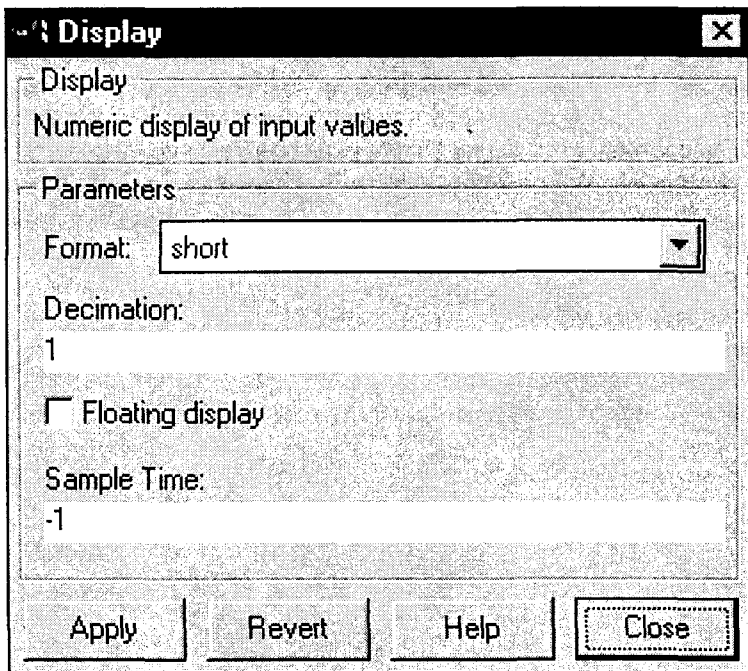 Display
Display
Numeric display of input values.
Parameters
Format: short
Decimation:
1
Floating display
Sample Time:
-1
Apply Revert Help Close